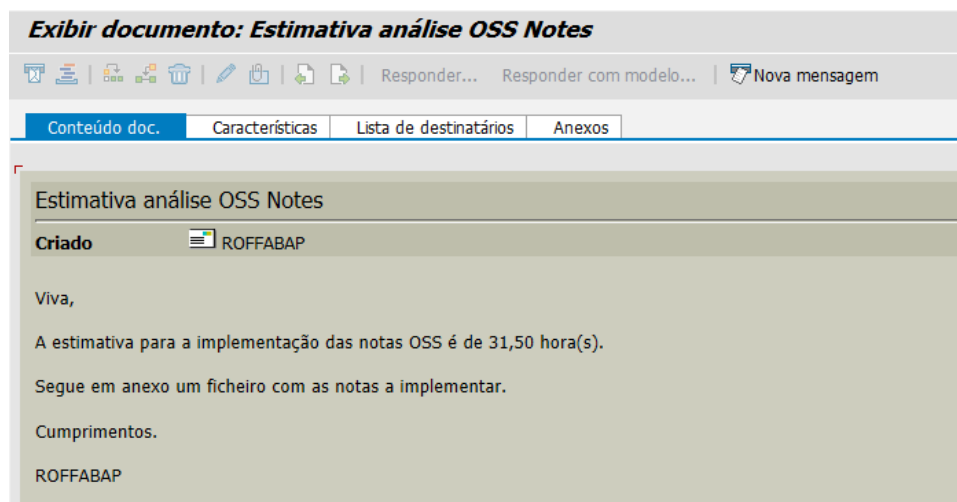 Exibir documento: Estimativa análise OSS Notes
Responder... Responder com modelo... Nova mensagem
Conteúdo doc. Características Lista de destinatários Anexos
Estimativa análise OSS Notes
Criado ROFFABAP
Viva,
A estimativa para a implementação das notas OSS é de 31,50 hora(s).
Segue em anexo um ficheiro com as notas a implementar.
Cumprimentos.
ROFFABAP